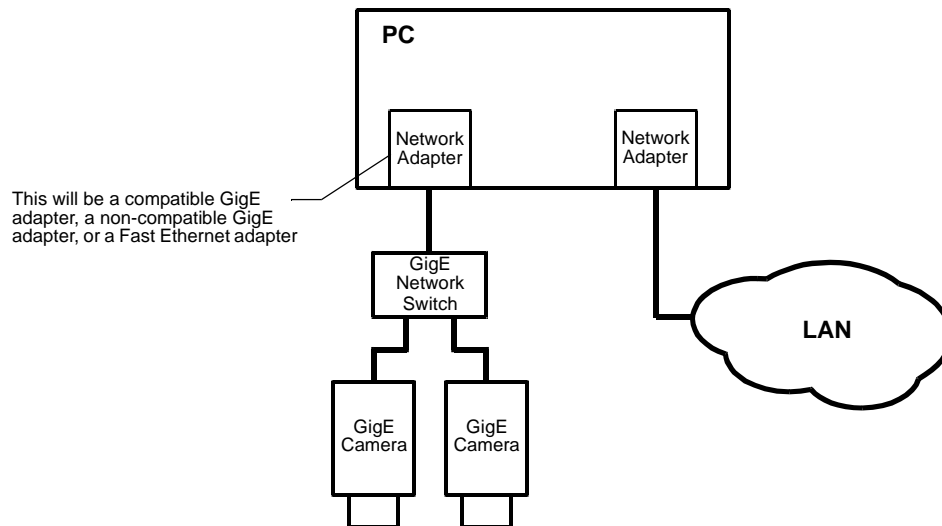 PC
Network
Adapter
Network
Adapter
This will be a compatible GigE
adapter, a non-compatible GigE
adapter, or a Fast Ethernet adapter
GigE
Network
Switch
LAN
GigE
Camera
GigE
Camera